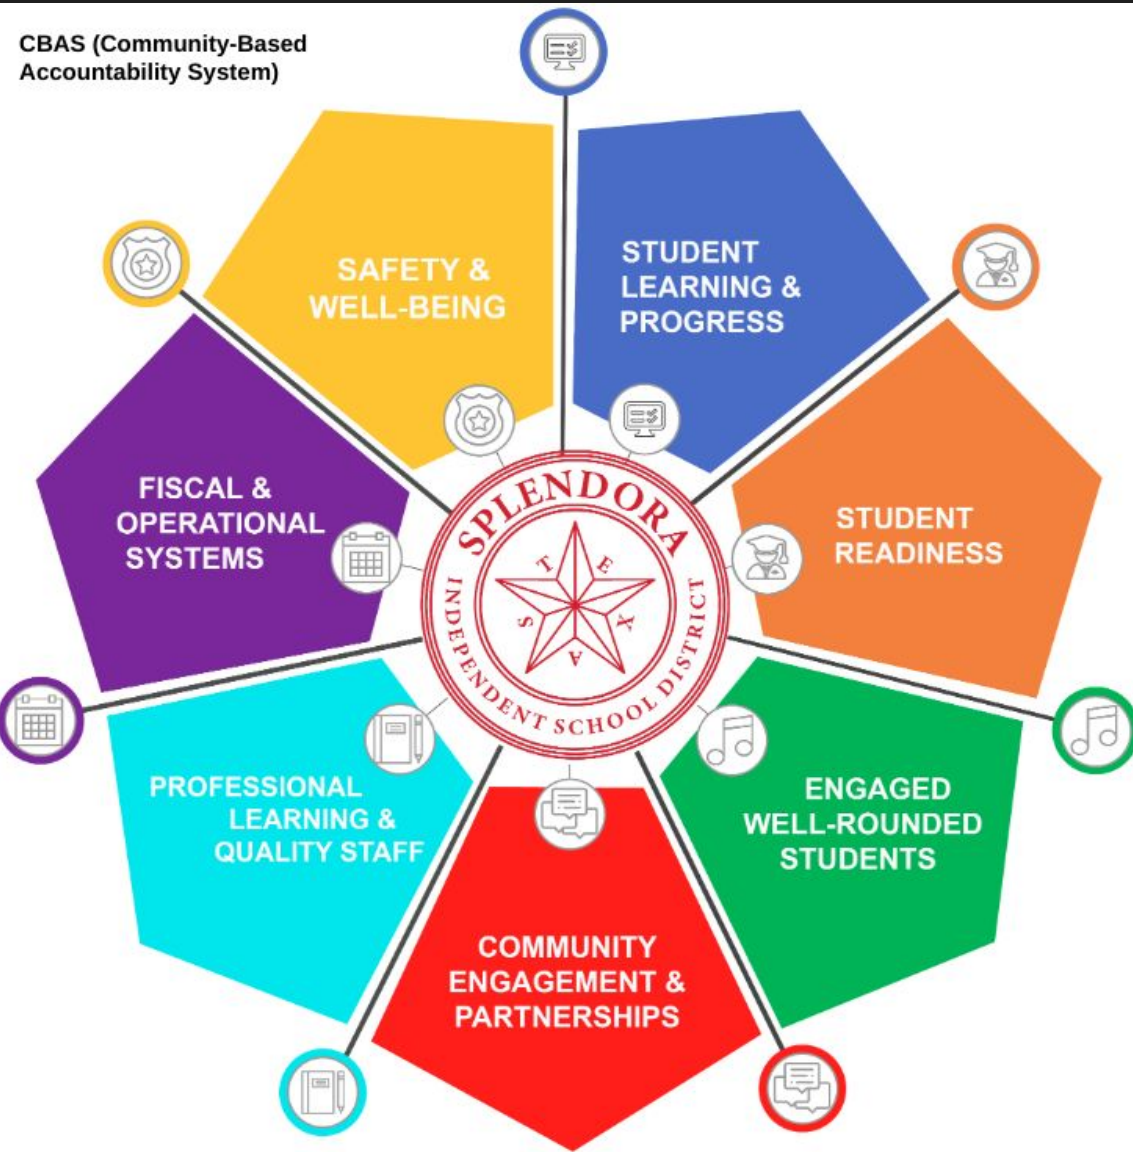 CBAS (Community-Based
Accountability System)
SAFETY &
WELL-BEING
STUDENT
LEARNING &
PROGRESS
FISCAL &
OPERATIONAL
SYSTEMS
STUDENT
READINESS
SPLENDORA
INDEPENDENT SCHOOL DISTRICT
TEXAS
PROFESSIONAL
LEARNING &
QUALITY STAFF
ENGAGED
WELL-ROUNDED
STUDENTS
COMMUNITY
ENGAGEMENT &
PARTNERSHIPS